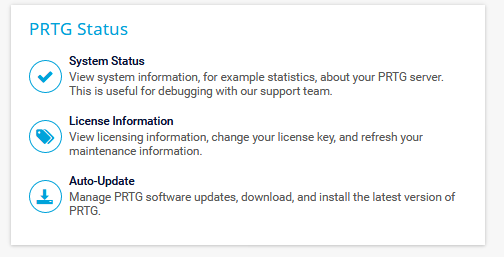 PRTG Status
System Status
View system information, for example statistics, about your PRTG server.
This is useful for debugging with our support team.
License Information
View licensing information, change your license key, and refresh your
maintenance information.
Auto-Update
Manage PRTG software updates, download, and install the latest version of
PRTG.